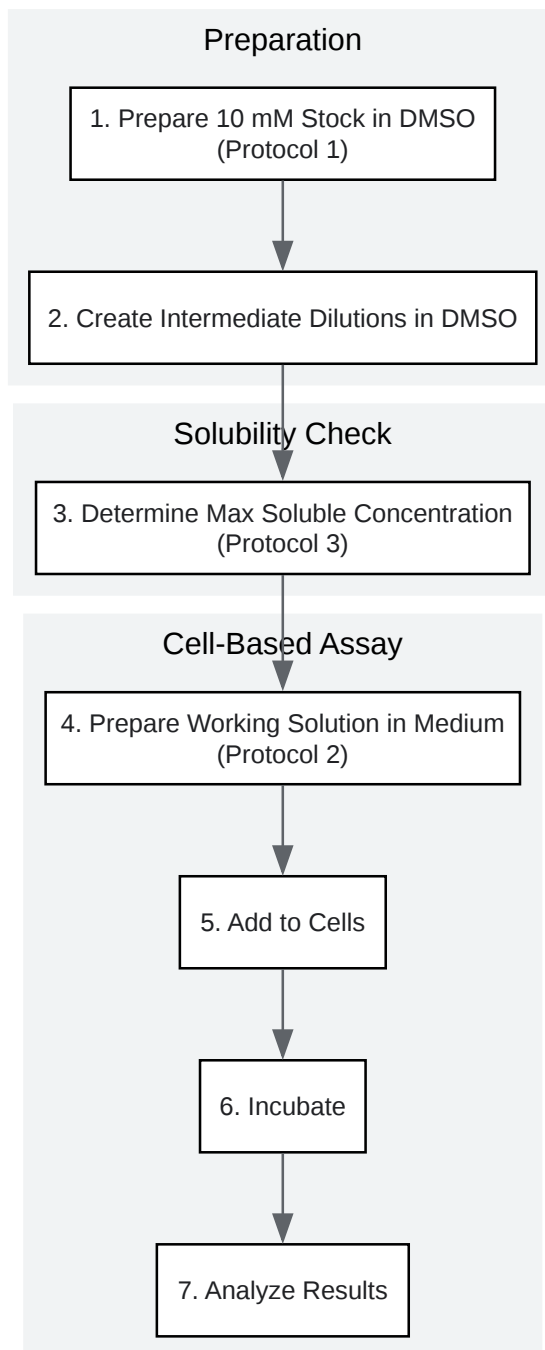 Preparation
1. Prepare 10 mM Stock in DMSO
(Protocol 1)
2. Create Intermediate Dilutions in DMSO
Solubility Check
3. Determine Max Soluble Concentration
(Protocol 3)
Cell-Based Assay
4. Prepare Working Solution in Medium
(Protocol 2)
5. Add to Cells
6. Incubate
7. Analyze Results